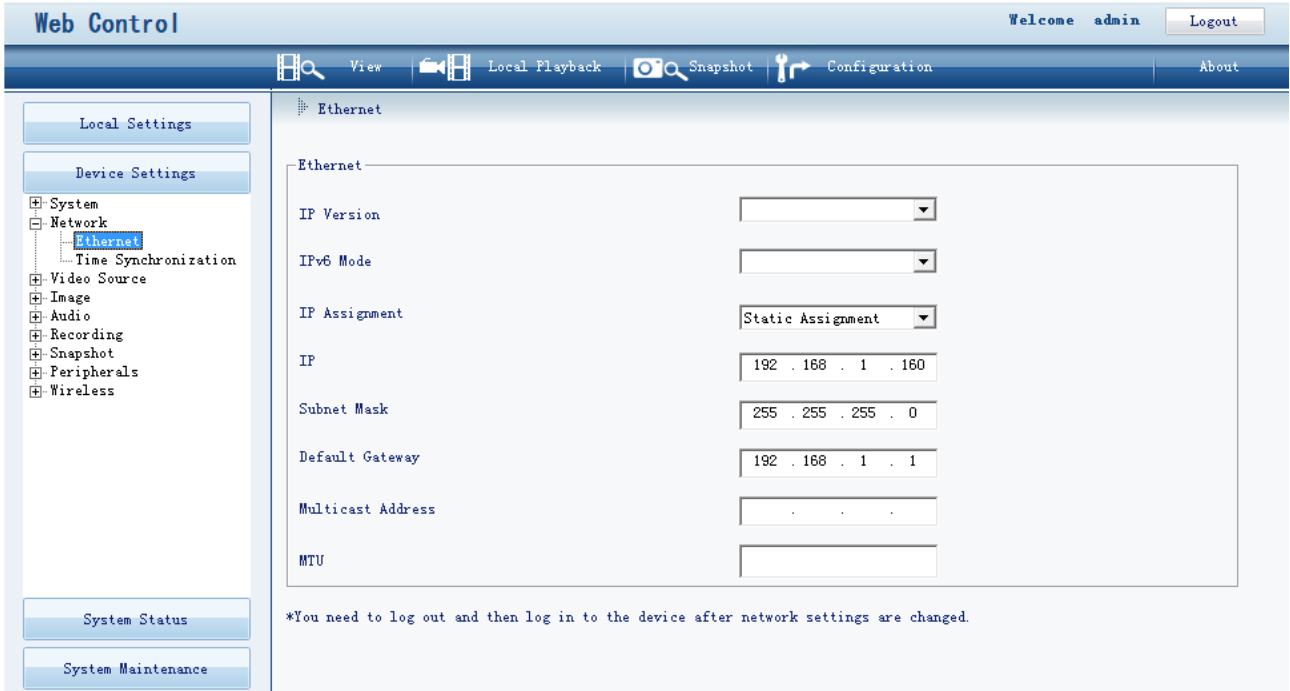 Web Control
Welcome admin Logout
View Local Playback Snapshot Configuration About
Local Settings
Device Settings
System
Network
Ethernet
Time Synchronization
Video Source
Image
Audio
Recording
Snapshot
Peripherals
Wireless
System Status
System Maintenance
Ethernet
Ethernet
IP Version
IPv6 Mode
IP Assignment Static Assignment
IP 192 . 168 . 1 . 160
Subnet Mask 255 . 255 . 255 . 0
Default Gateway 192 . 168 . 1 . 1
Multicast Address . . .
MTU
*You need to log out and then log in to the device after network settings are changed.